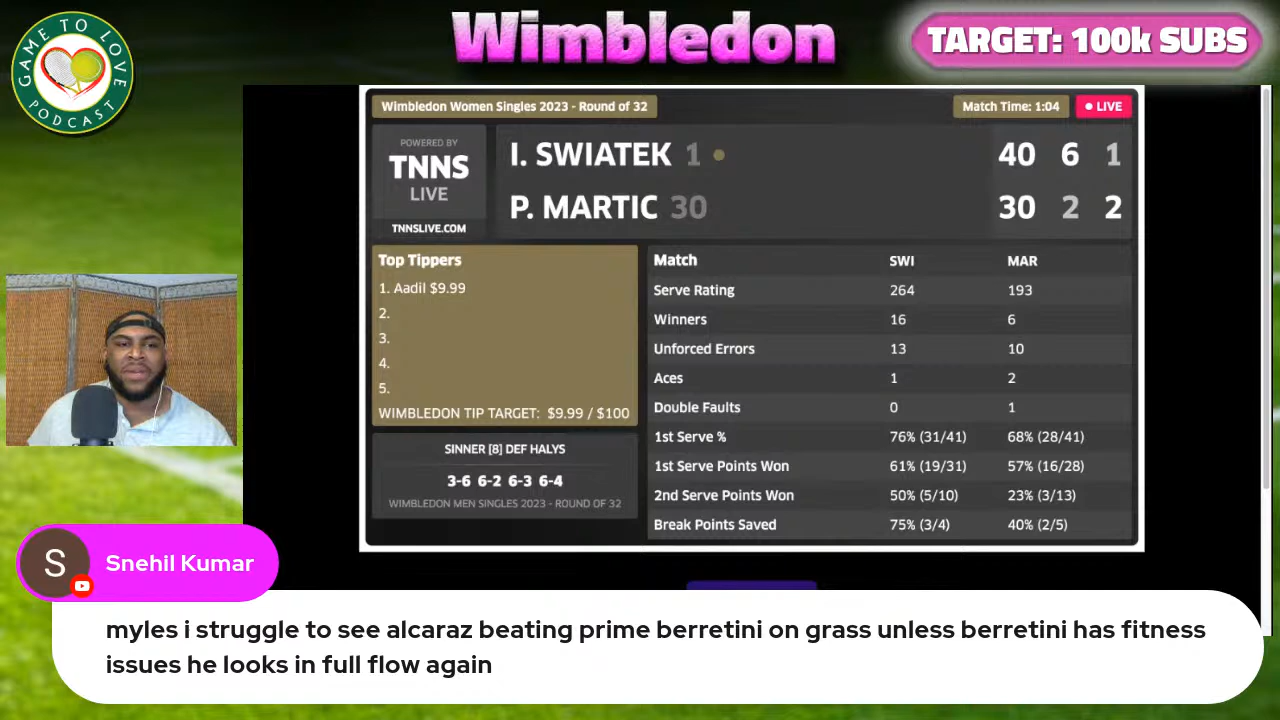 GAME TO LOVE
PODCAST
Wimbledon
TARGET: 100k SUBS
Wimbledon Women Singles 2023 - Round of 32
Match Time: 1:04
LIVE
POWERED BY
TNNS
LIVE
TNNSLIVE.COM
I. SWIATEK 1 40 6 1
P. MARTIC 30 30 2 2
Top Tippers
1. Aadil $9.99
2.
3.
4.
5.
WIMBLEDON TIP TARGET: $9.99 / $100
SINNER [8] DEF HALYS
3-6 6-2 6-3 6-4
WIMBLEDON MEN SINGLES 2023 - ROUND OF 32
Match SWI MAR
Serve Rating 264 193
Winners 16 6
Unforced Errors 13 10
Aces 1 2
Double Faults 0 1
1st Serve % 76% (31/41) 68% (28/41)
1st Serve Points Won 61% (19/31) 57% (16/28)
2nd Serve Points Won 50% (5/10) 23% (3/13)
Break Points Saved 75% (3/4) 40% (2/5)
S
Snehil Kumar
myles i struggle to see alcaraz beating prime berretini on grass unless berretini has fitness
issues he looks in full flow again